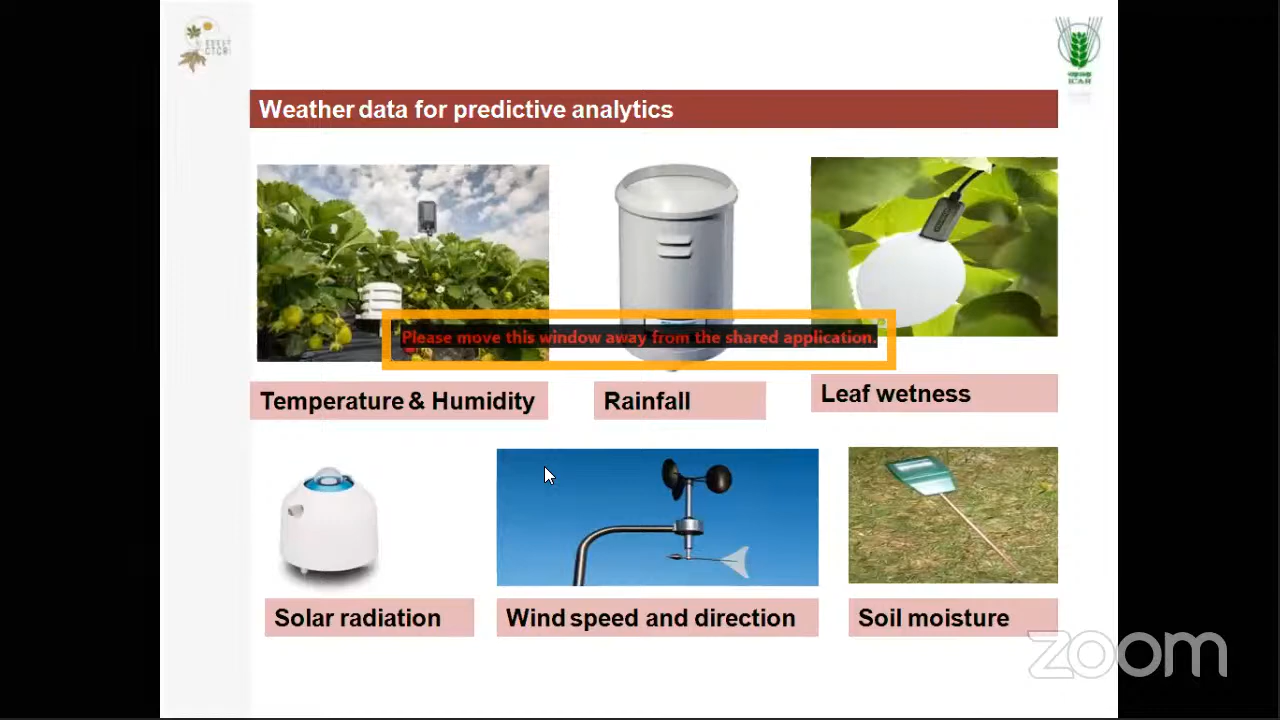 Weather data for predictive analytics
Please move this window away from the shared application.
Temperature & Humidity
Rainfall
Leaf wetness
Solar radiation
Wind speed and direction
Soil moisture
ICAR
zoom